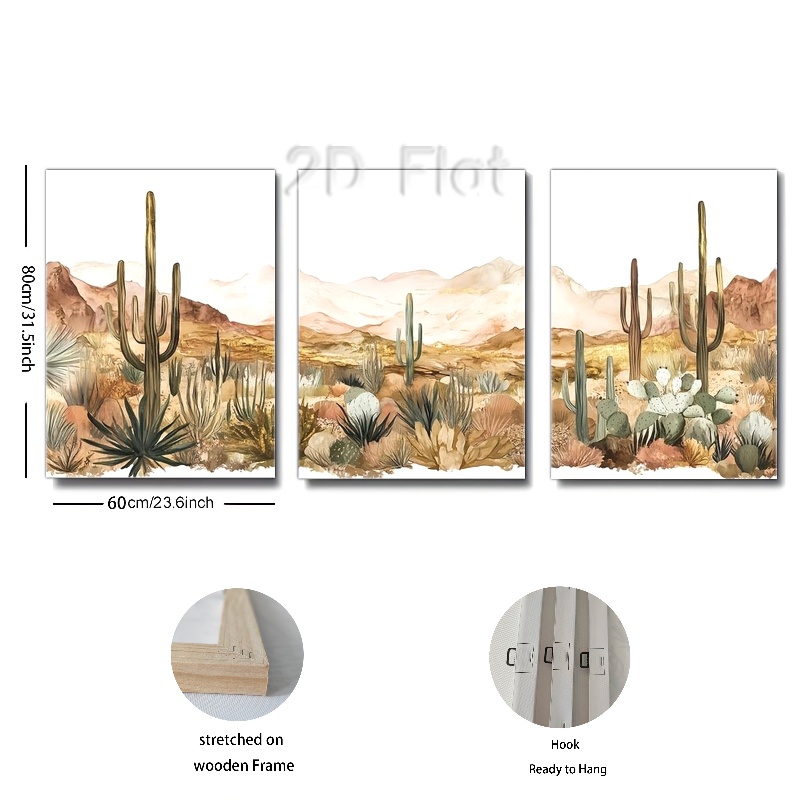 2D Flat
80cm/31.5inch
60cm/23.6inch
stretched on
wooden Frame
Hook
Ready to Hang